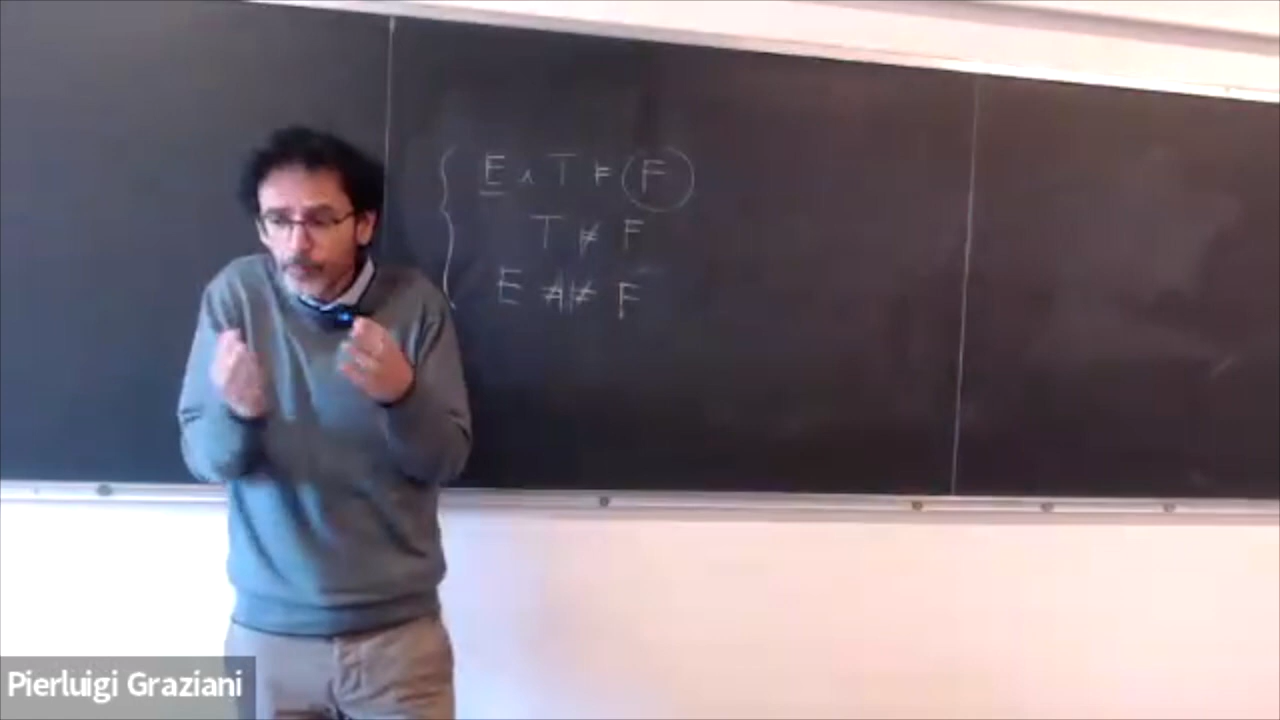 E ∧ T ⊨ F
T ⊭ F
E ⊭ F
Pierluigi Graziani